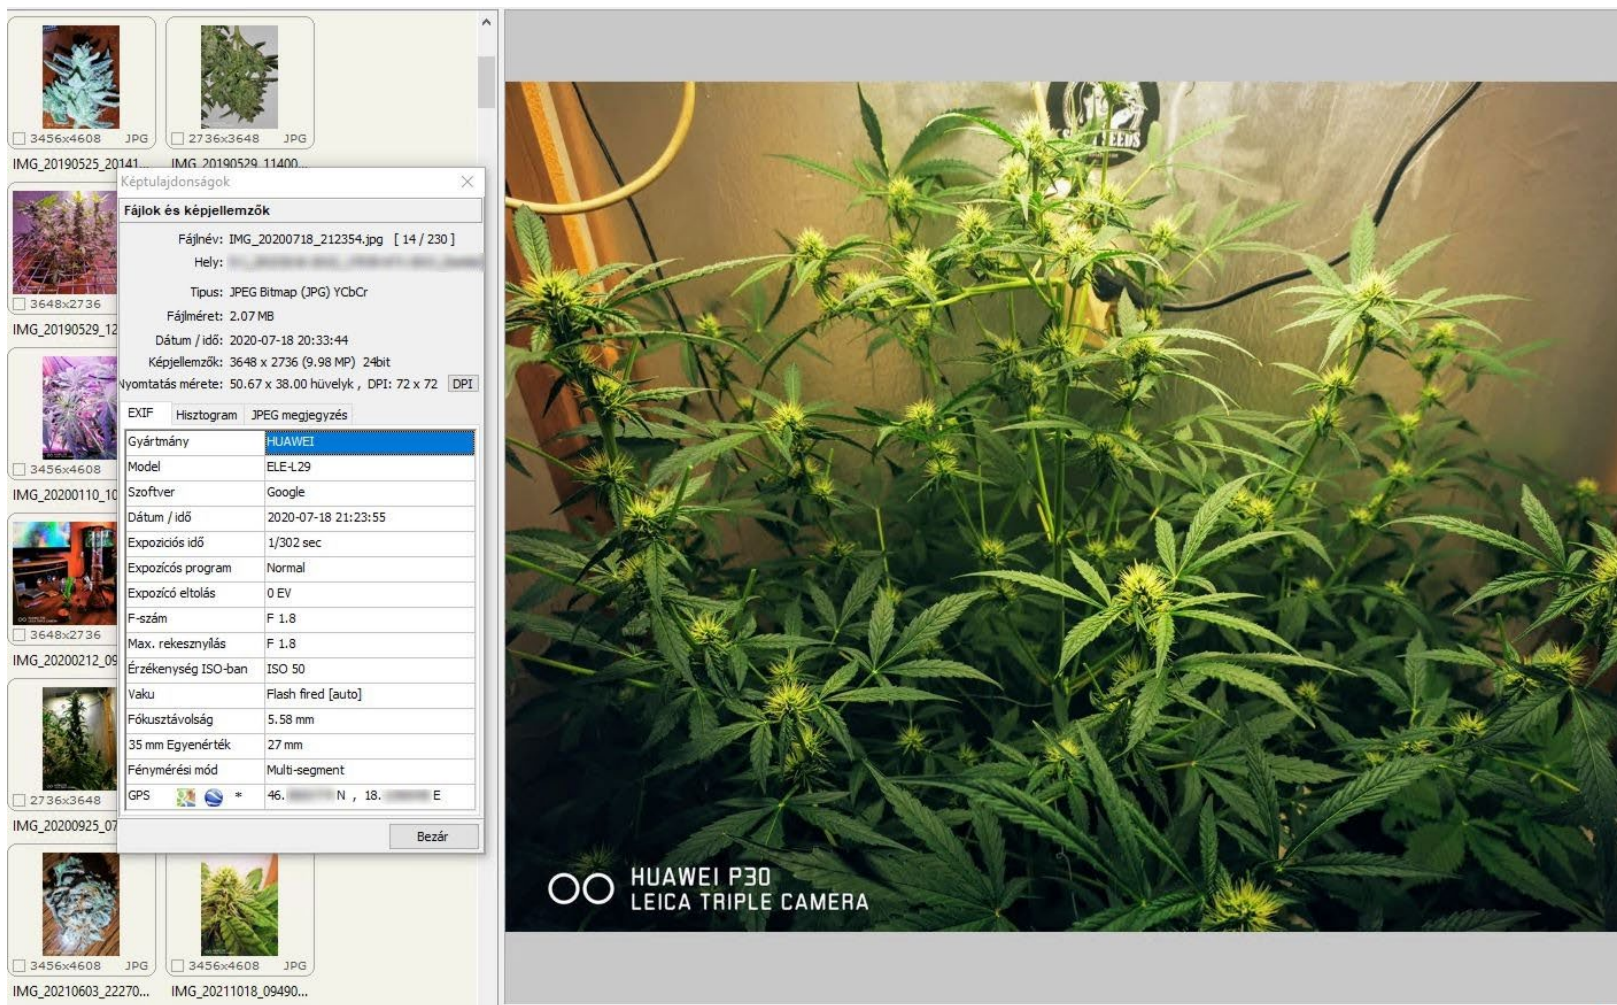 3456x4608 JPG
2736x3648 JPG
IMG_20190525_20141...
IMG_20190529_11400...
3648x2736
IMG_20190529_12
3456x4608
IMG_20200110_10
3648x2736
IMG_20200212_09
2736x3648
IMG_20200925_07
3456x4608 JPG
3456x4608 JPG
IMG_20210603_22270...
IMG_20211018_09490...
Képtulajdonságok
Fájlok és képjellemzők
Fájlnév: IMG_20200718_212354.jpg [ 14 / 230 ]
Hely:
Tipus: JPEG Bitmap (JPG) YCbCr
Fájlméret: 2.07 MB
Dátum / idő: 2020-07-18 20:33:44
Képjellemzők: 3648 x 2736 (9.98 MP) 24bit
Nyomtatás mérete: 50.67 x 38.00 hüvelyk , DPI: 72 x 72 DPI
EXIF Hisztogram JPEG megjegyzés
Gyártmány HUAWEI
Model ELE-L29
Szoftver Google
Dátum / idő 2020-07-18 21:23:55
Expoziciós idő 1/302 sec
Expozícós program Normal
Expozícó eltolás 0 EV
F-szám F 1.8
Max. rekesznyílás F 1.8
Érzékenység ISO-ban ISO 50
Vaku Flash fired [auto]
Fókusztávolság 5.58 mm
35 mm Egyenérték 27 mm
Fénymérési mód Multi-segment
GPS * 46. N , 18. E
Bezár
HUAWEI P30
LEICA TRIPLE CAMERA